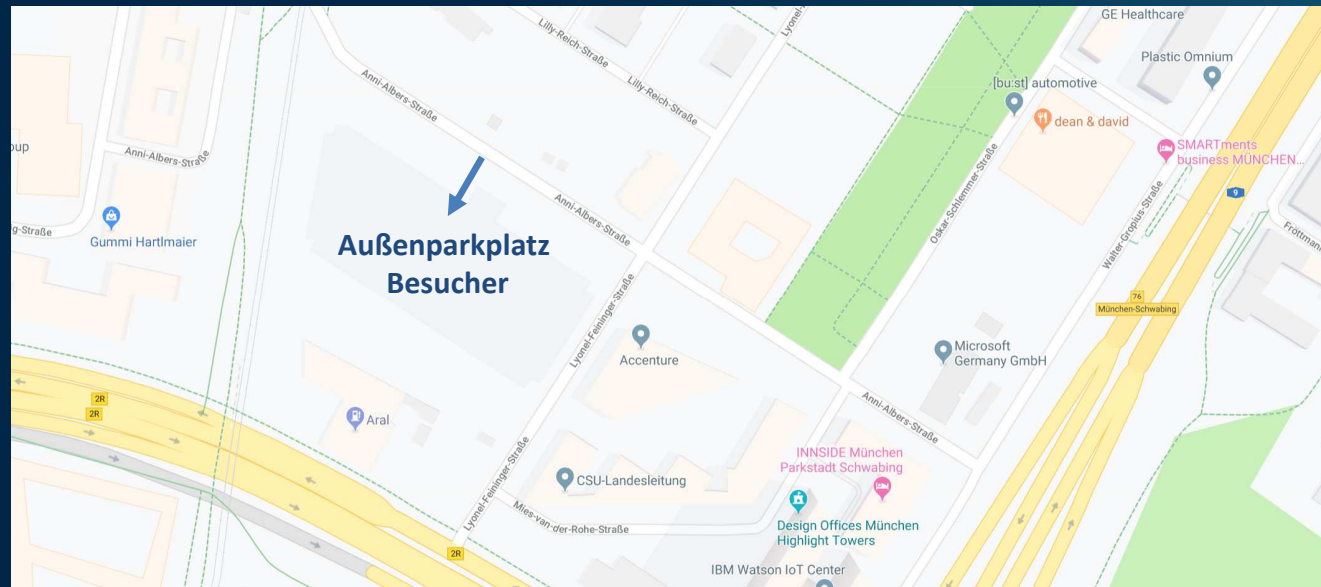 GE Healthcare
Plastic Omnium
[bu:st] automotive
dean & david
SMARTments
business MÜNCHEN...
9
Lilly-Reich-Straße
Lilly-Reich-Straße
Anni-Albers-Straße
Anni-Albers-Straße
oup
g-Straße
Gummi Hartlmaier
Außenparkplatz
Besucher
Anni-Albers-Straße
Oskar-Schlemmer-Straße
Walter-Gropius-Straße
Fröttman
76
München-Schwabing
Lyonel-Feininger-Straße
Accenture
Microsoft
Germany GmbH
Anni-Albers-Straße
2R
2R
Aral
INNSIDE München
Parkstadt Schwabing
CSU-Landesleitung
Lyonel-Feininger-Straße
Mies-van-der-Rohe-Straße
Design Offices München
Highlight Towers
2R
IBM Watson IoT Center